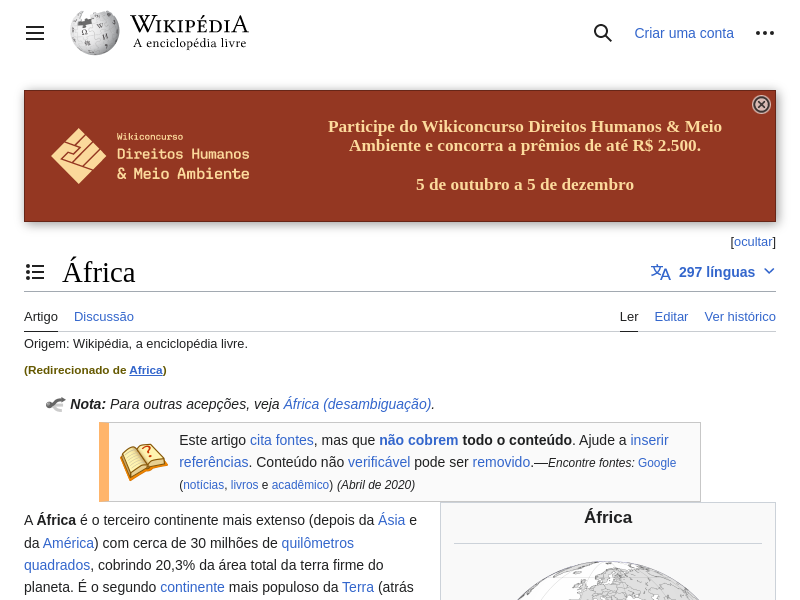 WIKIPÉDIA
A enciclopédia livre
Criar uma conta
Wikiconcurso
Direitos Humanos
& Meio Ambiente
Participe do Wikiconcurso Direitos Humanos & Meio
Ambiente e concorra a prêmios de até R$ 2.500.
5 de outubro a 5 de dezembro
[ocultar]
África
297 línguas
Artigo Discussão Ler Editar Ver histórico
Origem: Wikipédia, a enciclopédia livre.
(Redirecionado de Africa)
Nota: Para outras acepções, veja África (desambiguação).
Este artigo cita fontes, mas que não cobrem todo o conteúdo. Ajude a inserir
referências. Conteúdo não verificável pode ser removido.—Encontre fontes: Google
(notícias, livros e acadêmico) (Abril de 2020)
África
A África é o terceiro continente mais extenso (depois da Ásia e
da América) com cerca de 30 milhões de quilômetros
quadrados, cobrindo 20,3% da área total da terra firme do
planeta. É o segundo continente mais populoso da Terra (atrás